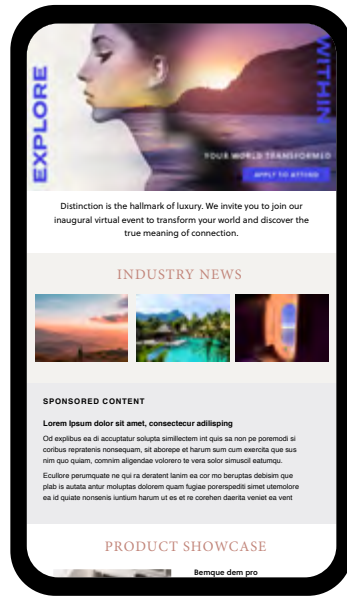 EXPLORE
WITHIN
YOUR WORLD TRANSFORMED
APPLY TO ATTEND
Distinction is the hallmark of luxury. We invite you to join our
inaugural virtual event to transform your world and discover the
true meaning of connection.
INDUSTRY NEWS
SPONSORED CONTENT
Lorem Ipsum dolor sit amet, consectetur adilisping
Od explibus ea di accuptatur solupta simillectem int quis sa non pe poremodi si
coribus repratenis nonsequam, sit aborepe et harum sum cum exercita que sus
nim quo quiam, comnim aligendae volorero te vera solor simuscil eatumqu.
Ecullore perumquate ne qui ra deratent lanim ea cor mo beruptas debisim que
plab is autata antur moluptas dolorem quam fugiae porersped​iti simet utemolore
ea id quiate nonsenis iuntium harum ut es et re corehen daerita veniet ea vent
PRODUCT SHOWCASE
Bemque dem pro